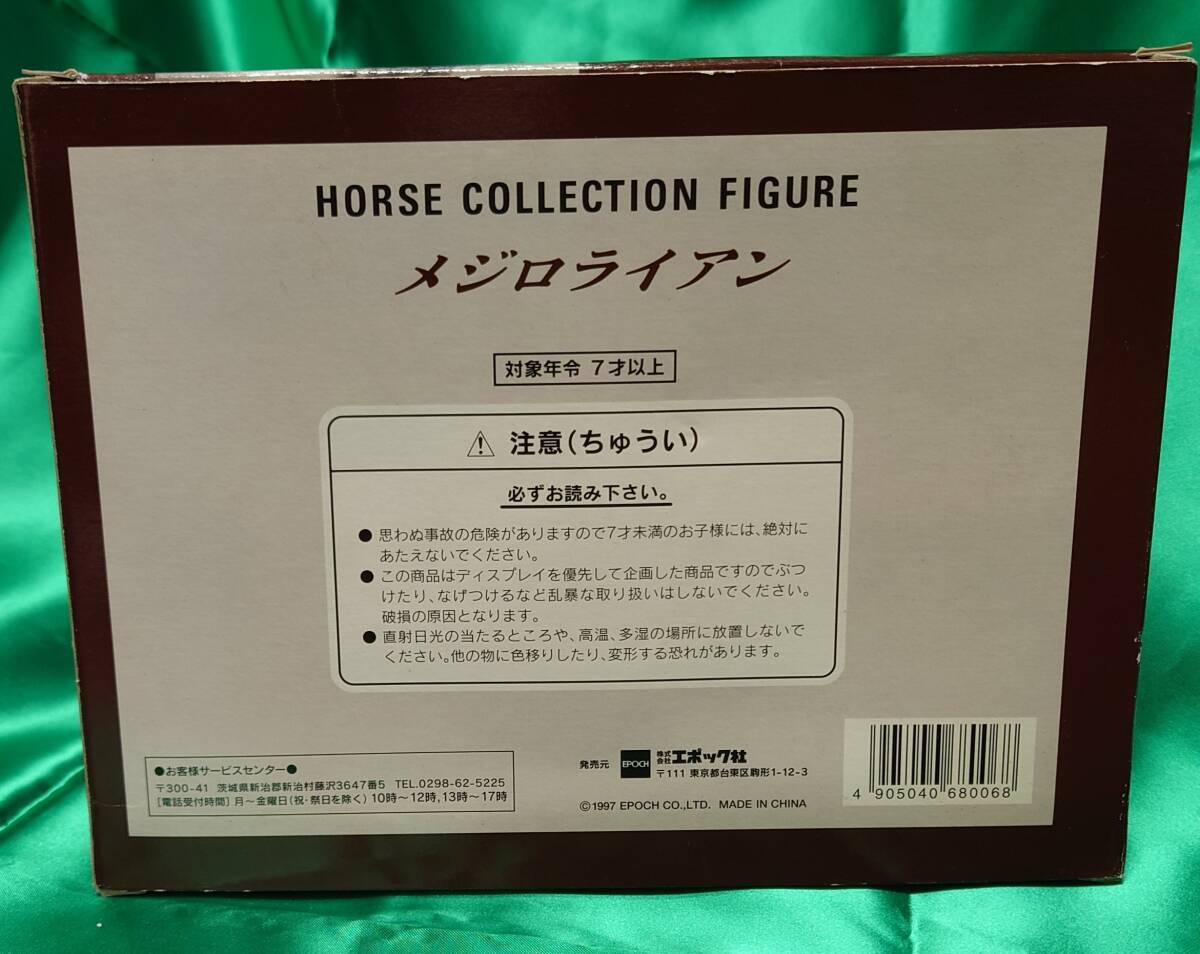 HORSE COLLECTION FIGURE
メジロライアン
対象年令 7才以上
⚠ 注意(ちゅうい)
必ずお読み下さい。
● 思わぬ事故の危険がありますので7才未満のお子様には、絶対に
あたえないでください。
● この商品はディスプレイを優先して企画した商品ですのでぶつ
けたり、なげつけるなど乱暴な取り扱いはしないでください。
破損の原因となります。
● 直射日光の当たるところや、高温、多湿の場所に放置しないで
ください。他の物に色移りしたり、変形する恐れがあります。
●お客様サービスセンター●
〒300-41 茨城県新治郡新治村藤沢3647番5 TEL.0298-62-5225
[電話受付時間] 月〜金曜日(祝・祭日を除く) 10時〜12時,13時〜17時
発売元 EPOCH 株式会社エポック社
〒111 東京都台東区駒形1-12-3
©1997 EPOCH CO.,LTD. MADE IN CHINA
4 905040 680068